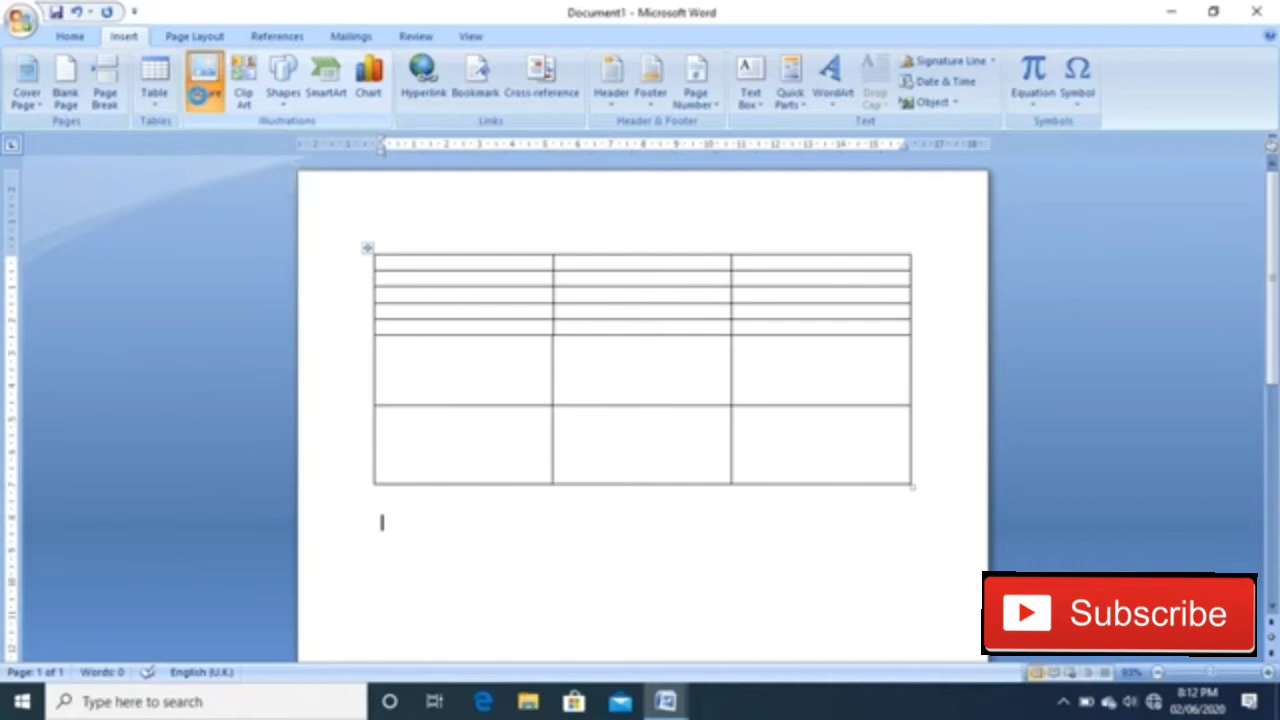 Document1 - Microsoft Word
Home Insert Page Layout References Mailings Review View
Cover Page Blank Page Page Break Table Clip Art Shapes SmartArt Chart Hyperlink Bookmark Cross-reference Header Footer Page Number Text Box Quick Parts WordArt Drop Cap Signature Line Date & Time Object Equation Symbol
Pages Tables Illustrations Links Header & Footer Text Symbols
Subscribe
Page: 1 of 1 Words: 0 English (U.K.) 93%
Type here to search
8:12 PM
02/06/2020